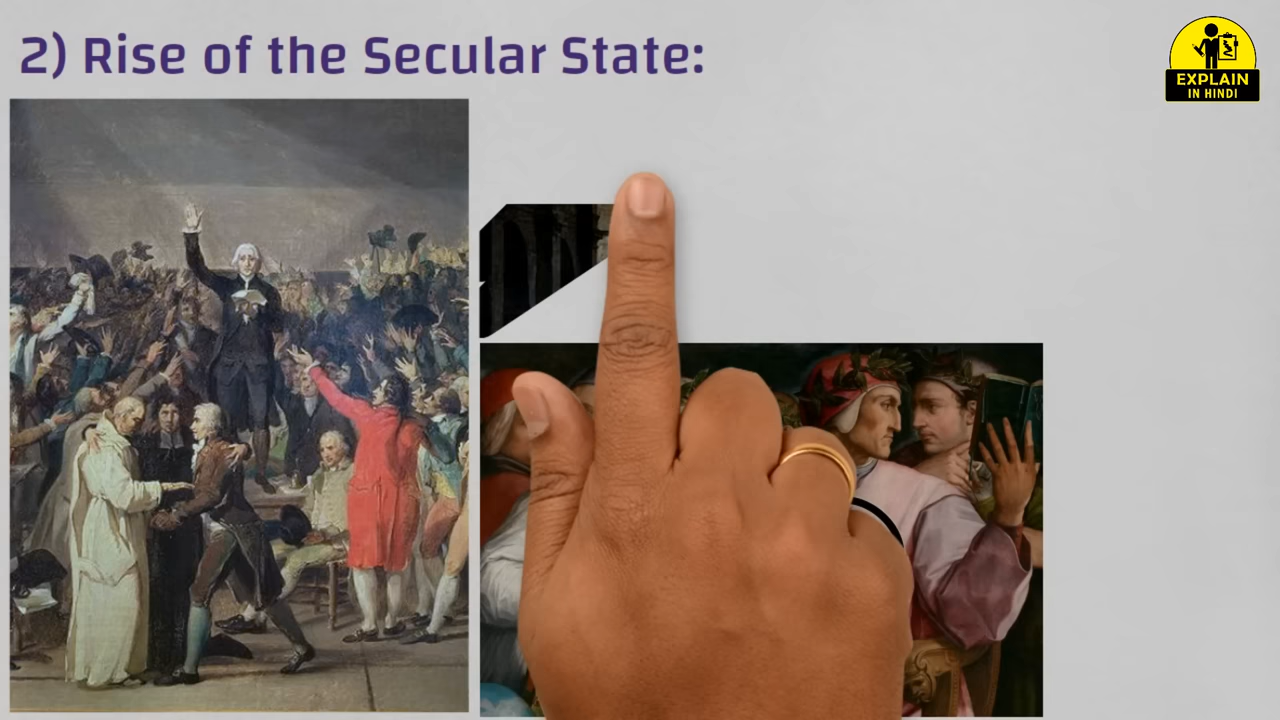 2) Rise of the Secular State:
EXPLAIN
IN HINDI